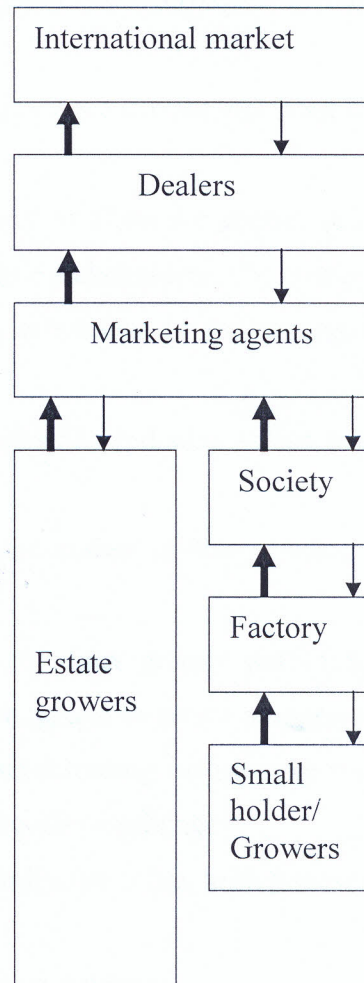 International market
Dealers
Marketing agents
Society
Factory
Estate
growers
Small
holder/
Growers